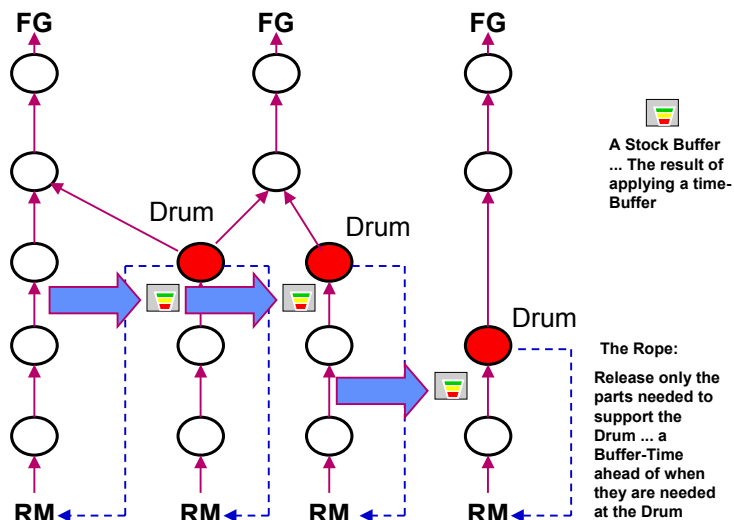 FG
FG
FG
A Stock Buffer
... The result of
applying a time-
Buffer
Drum
Drum
Drum
The Rope:
Release only the
parts needed to
support the
Drum ... a
Buffer-Time
ahead of when
they are needed
at the Drum
RM
RM
RM
RM